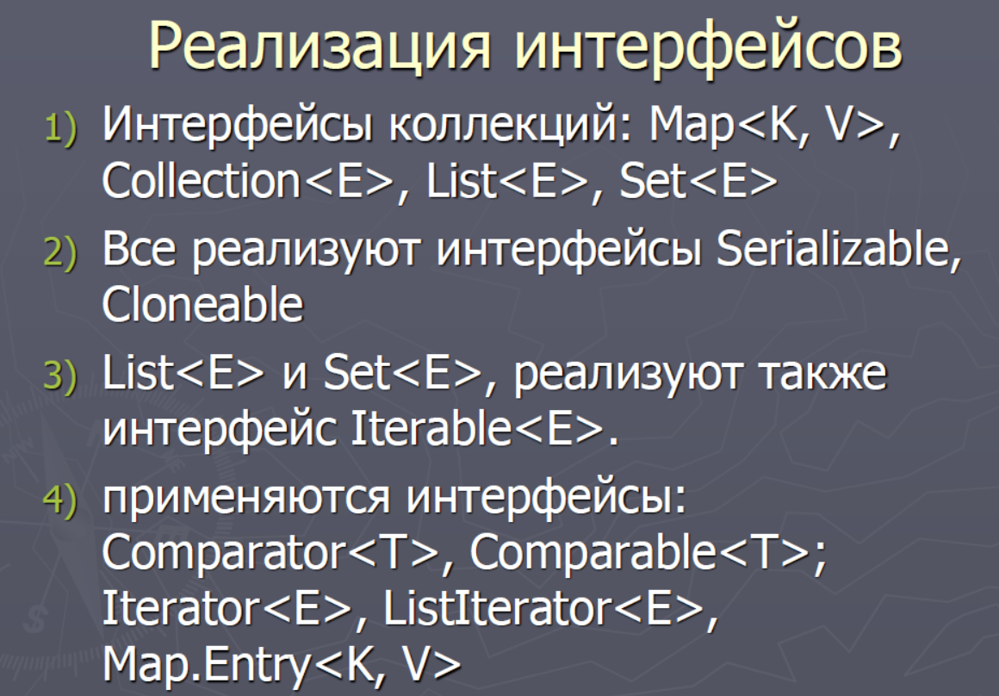 Реализация интерфейсов
1) Интерфейсы коллекций: Map<K, V>,
Collection<E>, List<E>, Set<E>
2) Все реализуют интерфейсы Serializable,
Cloneable
3) List<E> и Set<E>, реализуют также
интерфейс Iterable<E>.
4) применяются интерфейсы:
Comparator<T>, Comparable<T>;
Iterator<E>, ListIterator<E>,
Map.Entry<K, V>
S